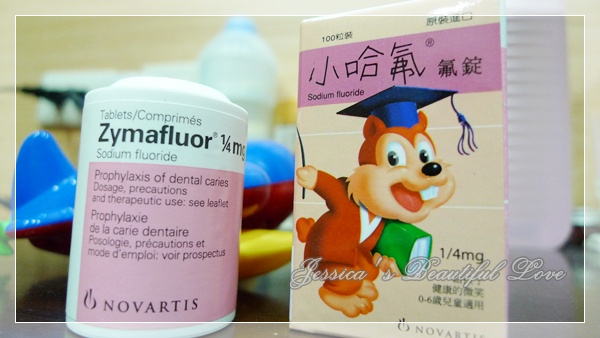 Tablets/Comprimés
Zymafluor® 1/4 mg
Sodium fluoride
Prophylaxis of dental caries
Dosage, precautions
and therapeutic use: see leaflet
Prophylaxie
de la carie dentaire
Posologie, précautions et
mode d'emploi: voir prospectus
NOVARTIS
100粒裝
原裝進口
小哈氟® 氟錠
Sodium fluoride
1/4mg
健康的微笑
0-6歲兒童適用
NOVARTIS
Jessica's Beautiful Love